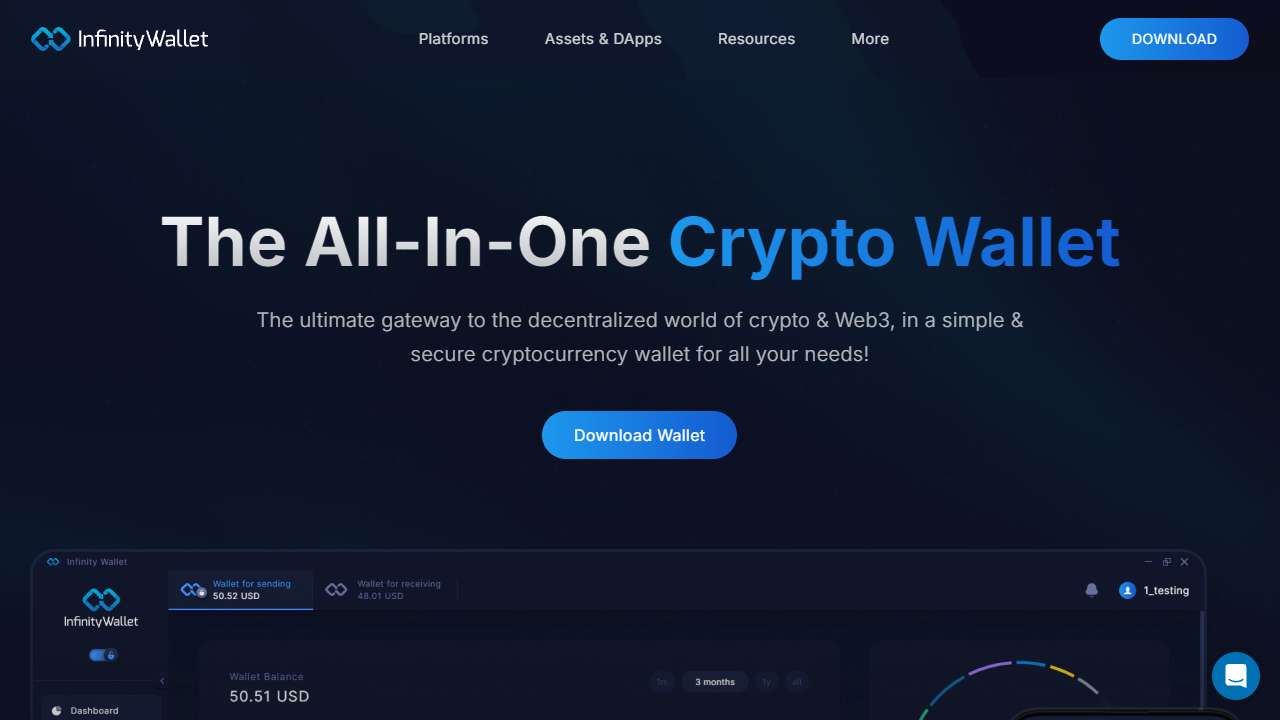 InfinityWallet
Platforms
Assets & DApps
Resources
More
DOWNLOAD
The All-In-One Crypto Wallet
The ultimate gateway to the decentralized world of crypto & Web3, in a simple &
secure cryptocurrency wallet for all your needs!
Download Wallet
Infinity Wallet
InfinityWallet
Wallet for sending
50.52 USD
Wallet for receiving
48.01 USD
1_testing
Wallet Balance
50.51 USD
1m
3 months
1y
all
Dashboard